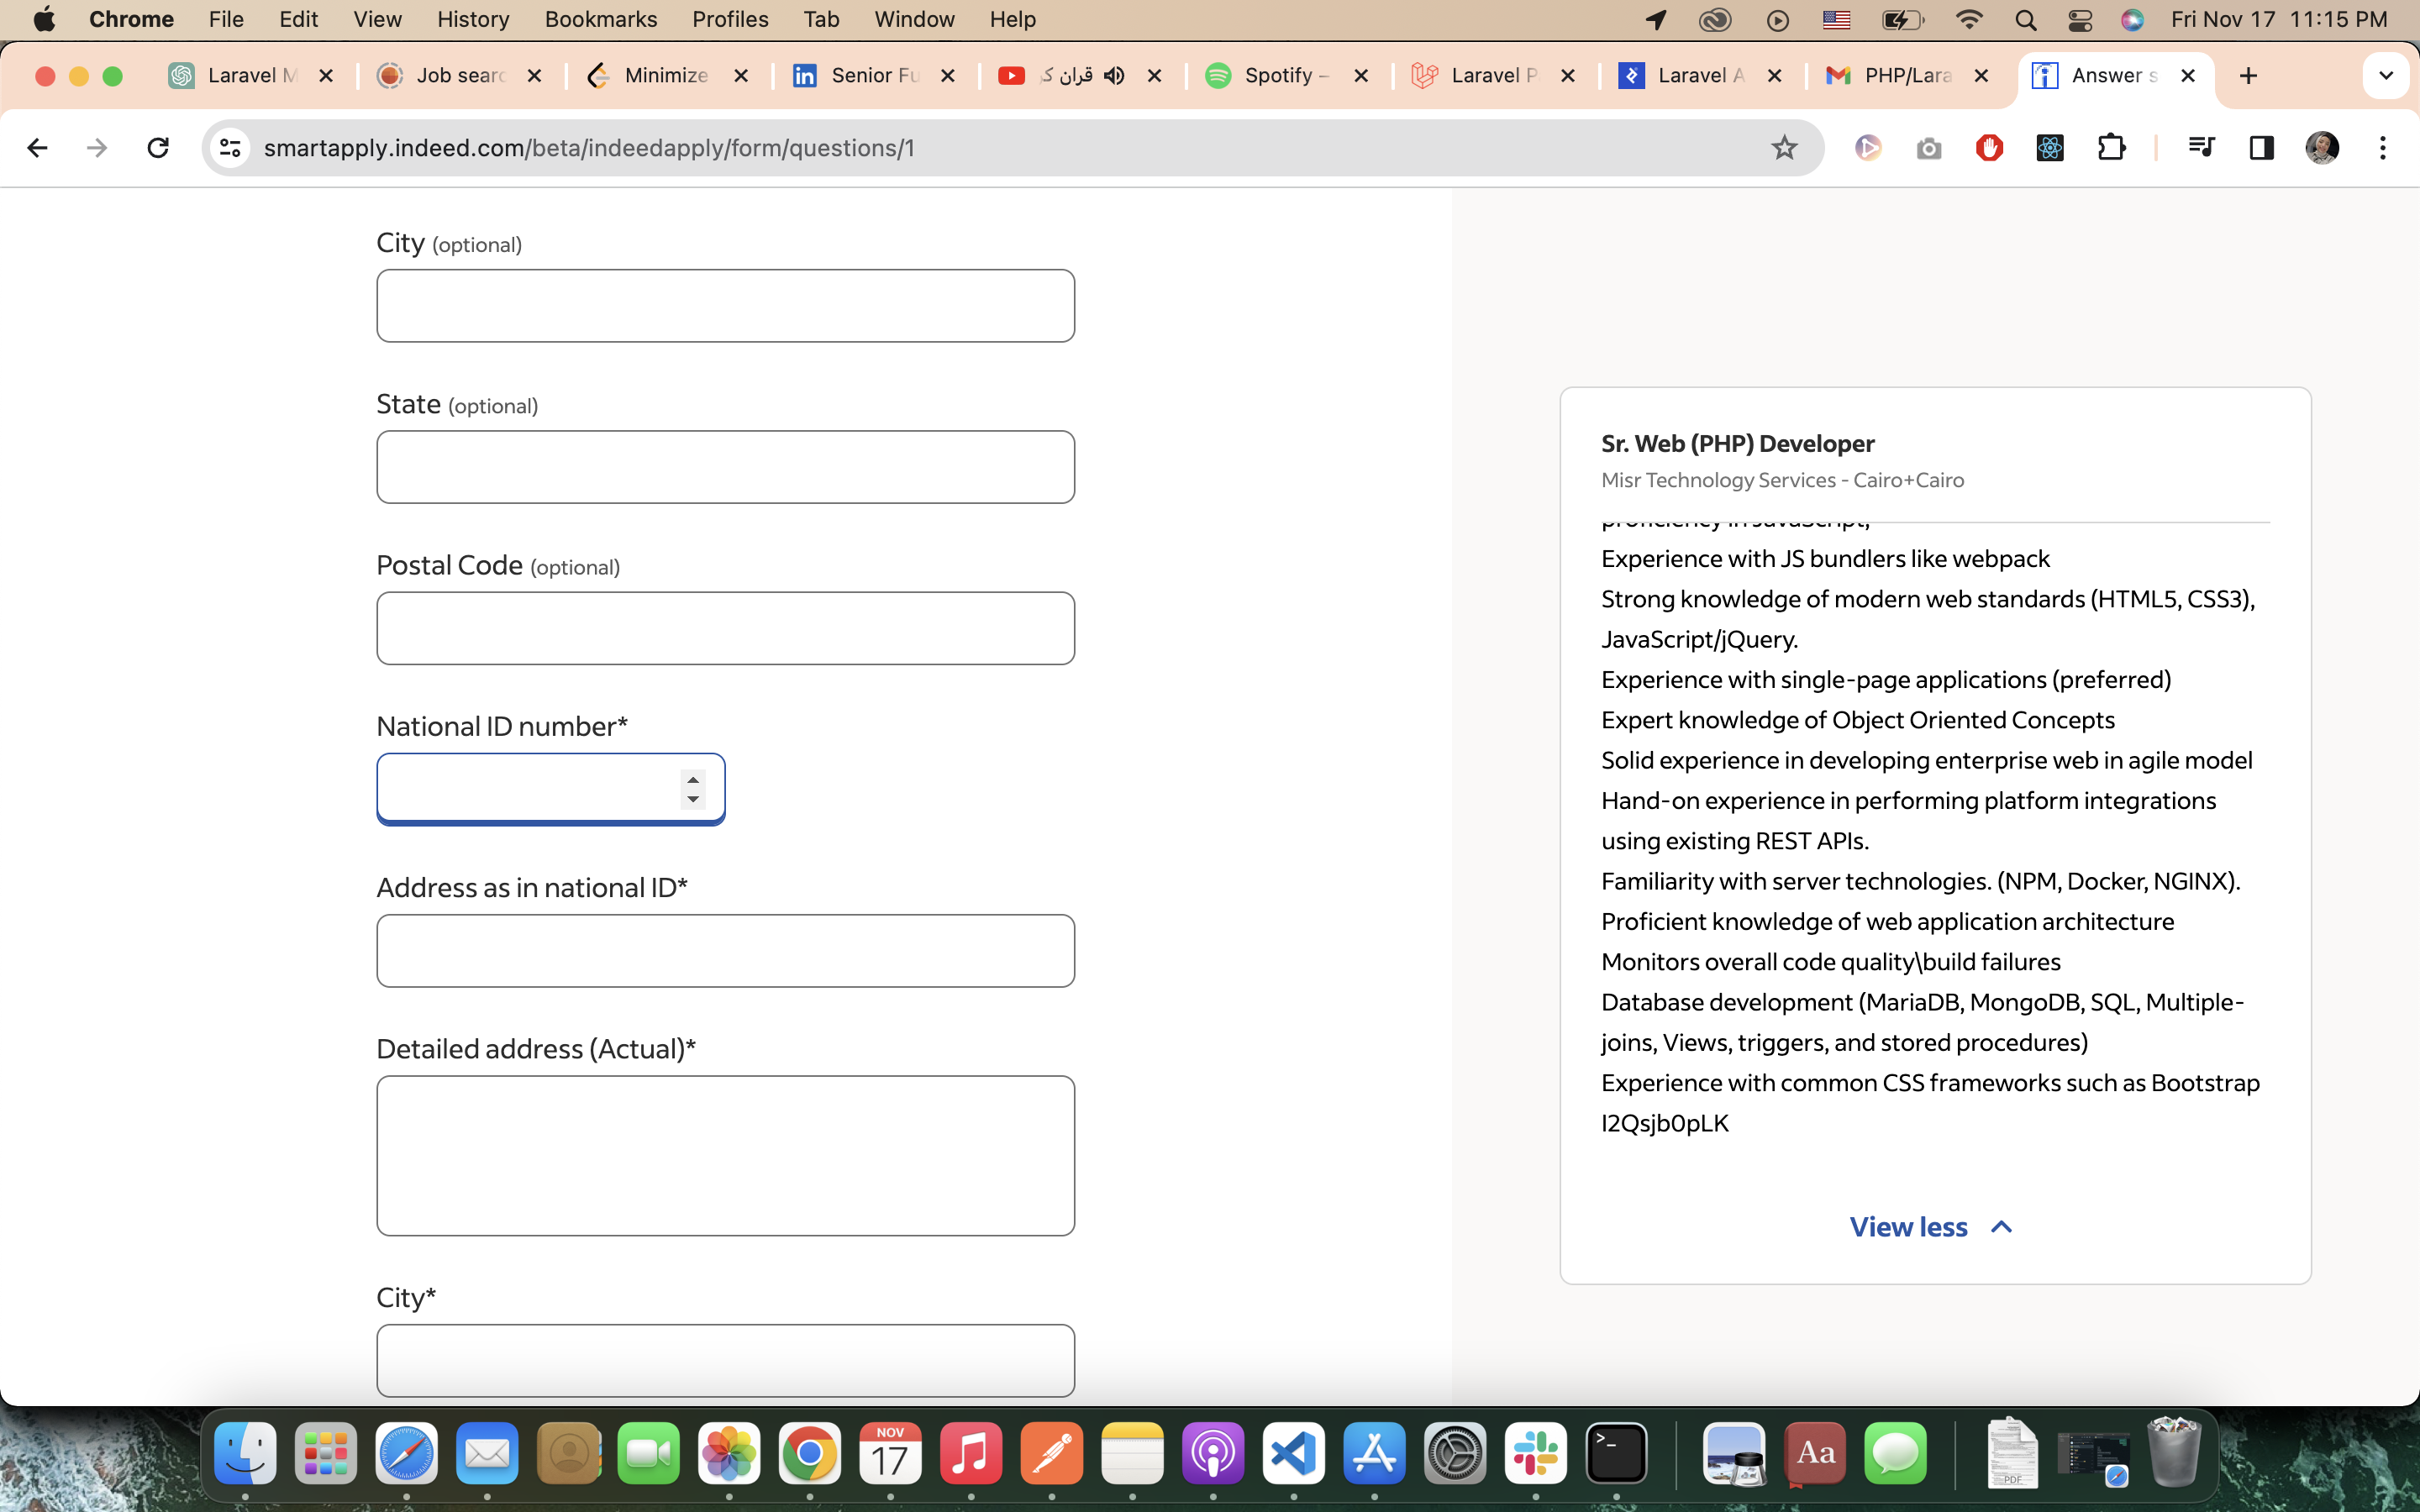 Chrome File Edit View History Bookmarks Profiles Tab Window Help Fri Nov 17 11:15 PM
Laravel M Job searc Minimize Senior Fu قران ک Spotify – Laravel P Laravel A PHP/Lara Answer s
smartapply.indeed.com/beta/indeedapply/form/questions/1
City (optional)
State (optional)
Postal Code (optional)
National ID number*
Address as in national ID*
Detailed address (Actual)*
City*
Sr. Web (PHP) Developer
Misr Technology Services - Cairo+Cairo
proficiency in JavaScript,
Experience with JS bundlers like webpack
Strong knowledge of modern web standards (HTML5, CSS3),
JavaScript/jQuery.
Experience with single-page applications (preferred)
Expert knowledge of Object Oriented Concepts
Solid experience in developing enterprise web in agile model
Hand-on experience in performing platform integrations
using existing REST APIs.
Familiarity with server technologies. (NPM, Docker, NGINX).
Proficient knowledge of web application architecture
Monitors overall code quality\build failures
Database development (MariaDB, MongoDB, SQL, Multiple-
joins, Views, triggers, and stored procedures)
Experience with common CSS frameworks such as Bootstrap
I2Qsjb0pLK
View less
NOV
17
Aa
PDF